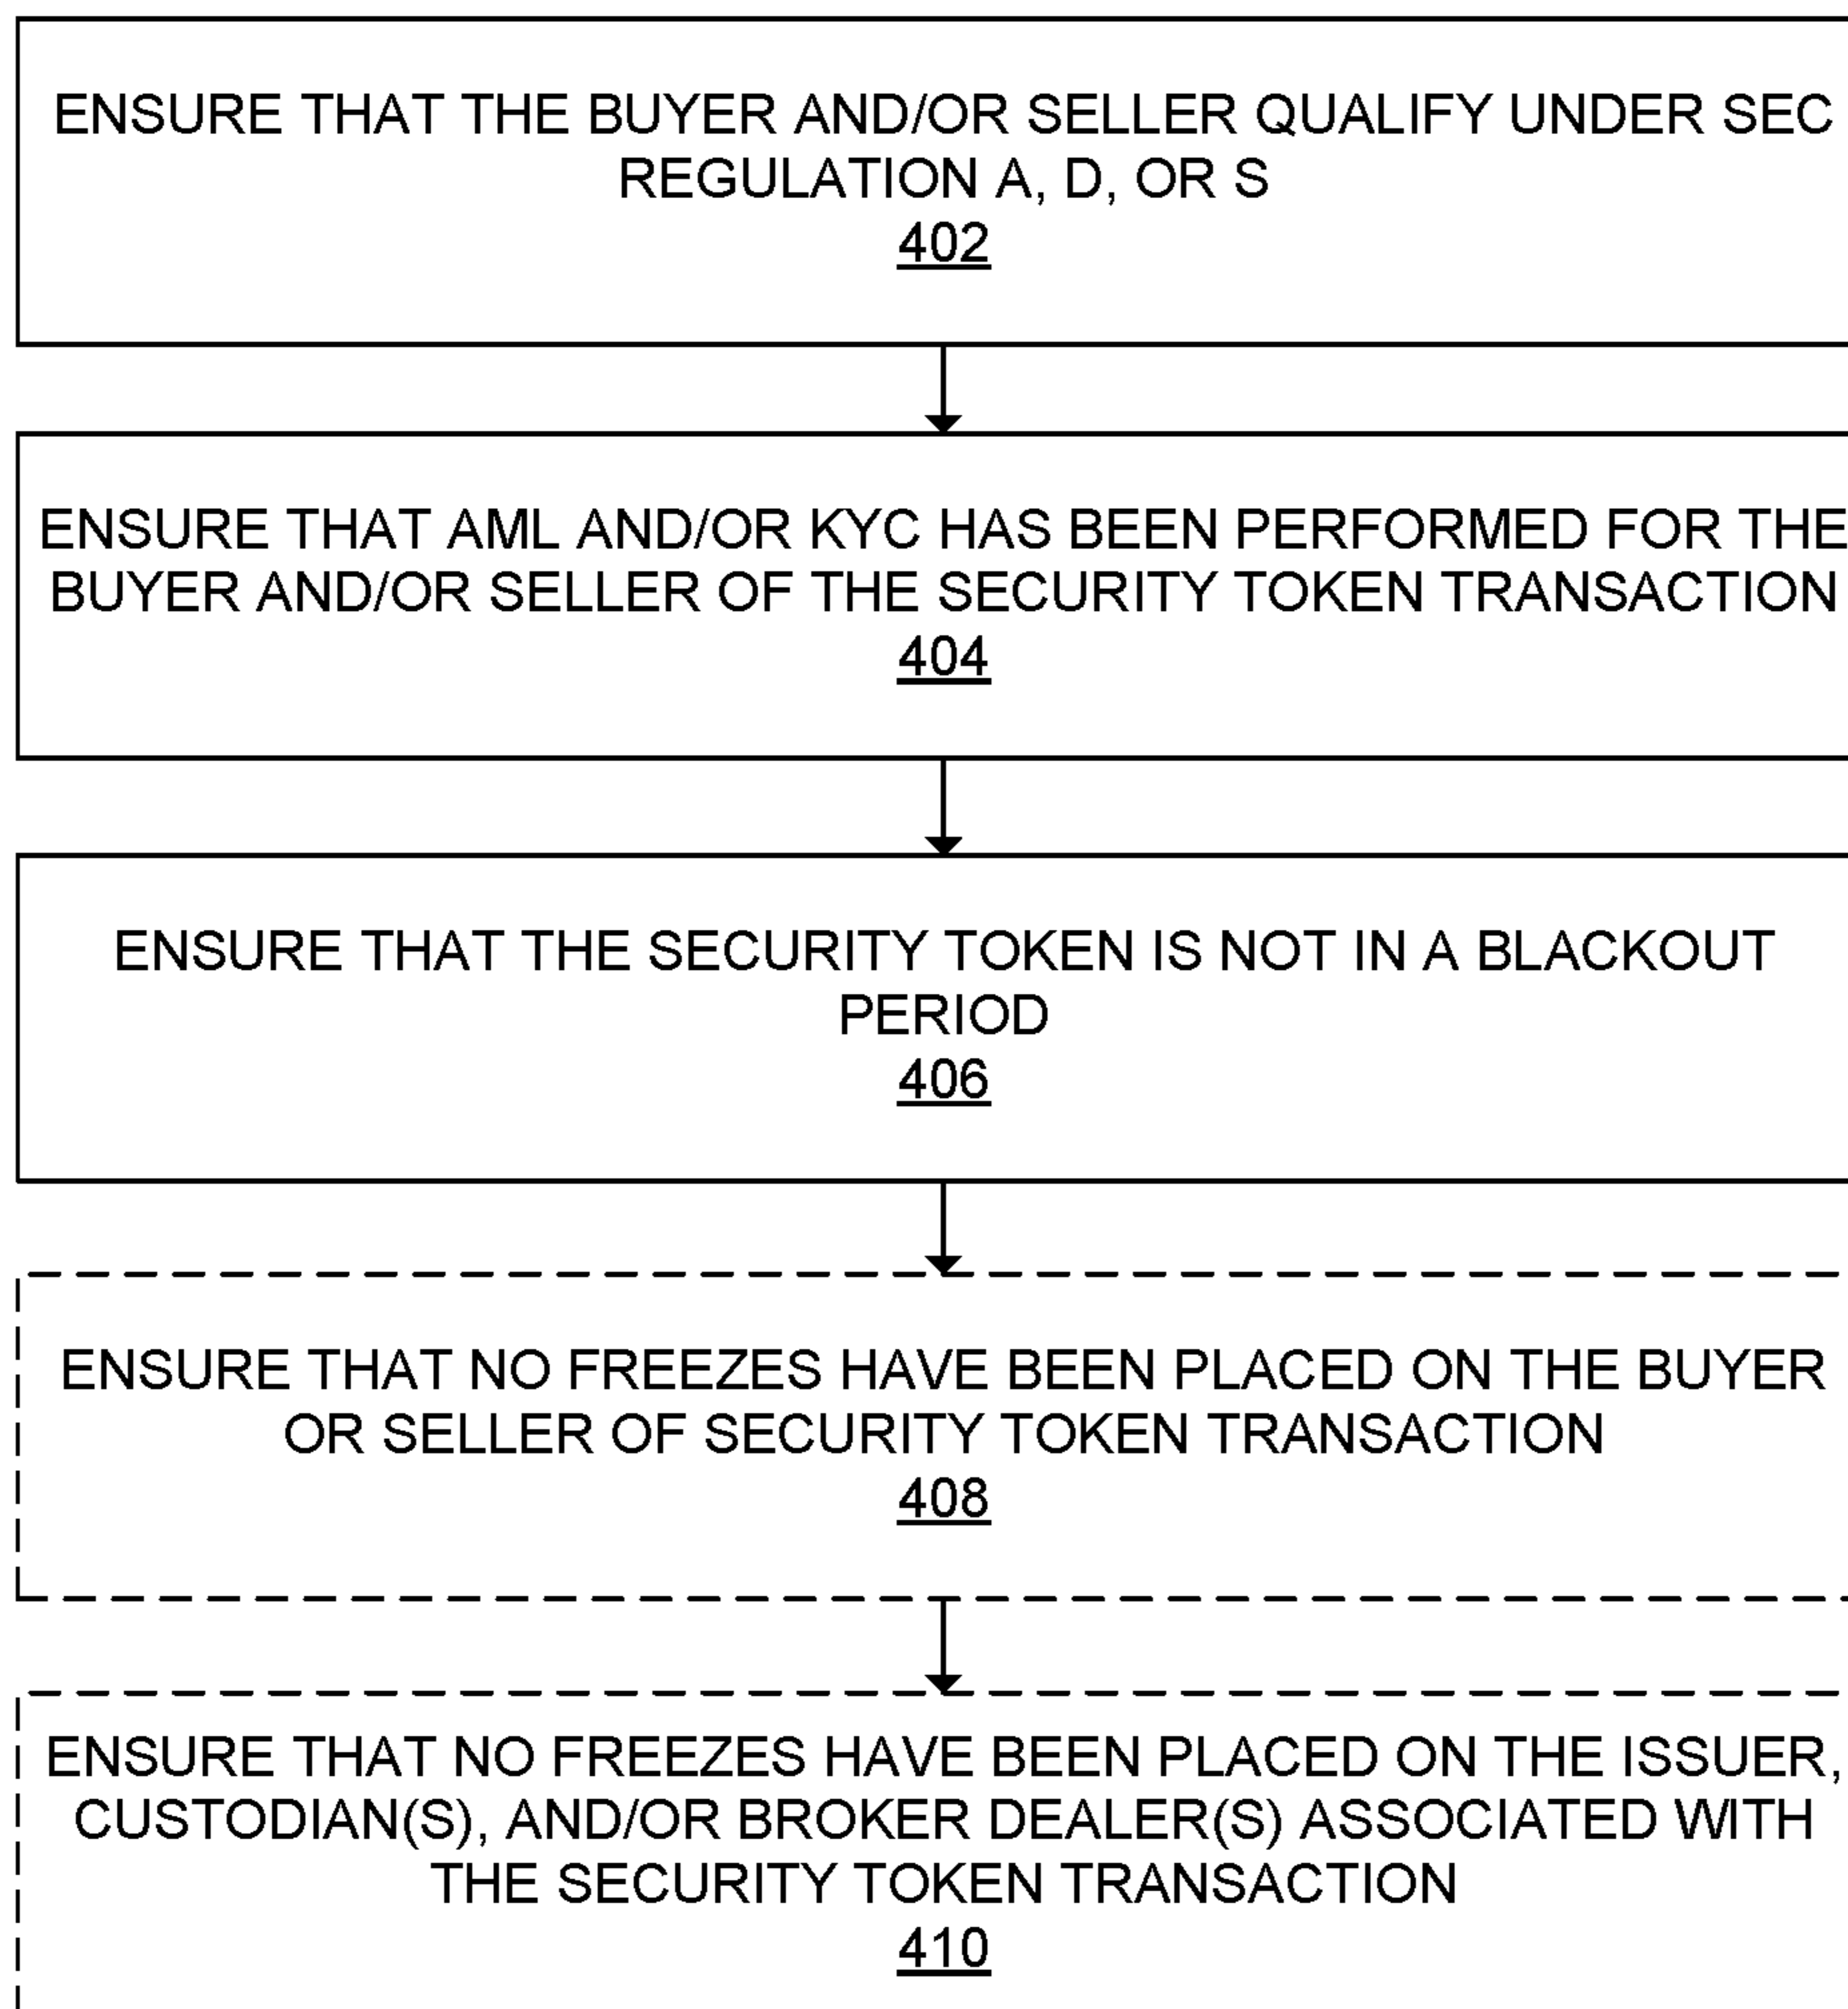 ENSURE THAT THE BUYER AND/OR SELLER QUALIFY UNDER SEC
REGULATION A, D, OR S
402
ENSURE THAT AML AND/OR KYC HAS BEEN PERFORMED FOR THE
BUYER AND/OR SELLER OF THE SECURITY TOKEN TRANSACTION
404
ENSURE THAT THE SECURITY TOKEN IS NOT IN A BLACKOUT
PERIOD
406
ENSURE THAT NO FREEZES HAVE BEEN PLACED ON THE BUYER
OR SELLER OF SECURITY TOKEN TRANSACTION
408
ENSURE THAT NO FREEZES HAVE BEEN PLACED ON THE ISSUER,
CUSTODIAN(S), AND/OR BROKER DEALER(S) ASSOCIATED WITH
THE SECURITY TOKEN TRANSACTION
410